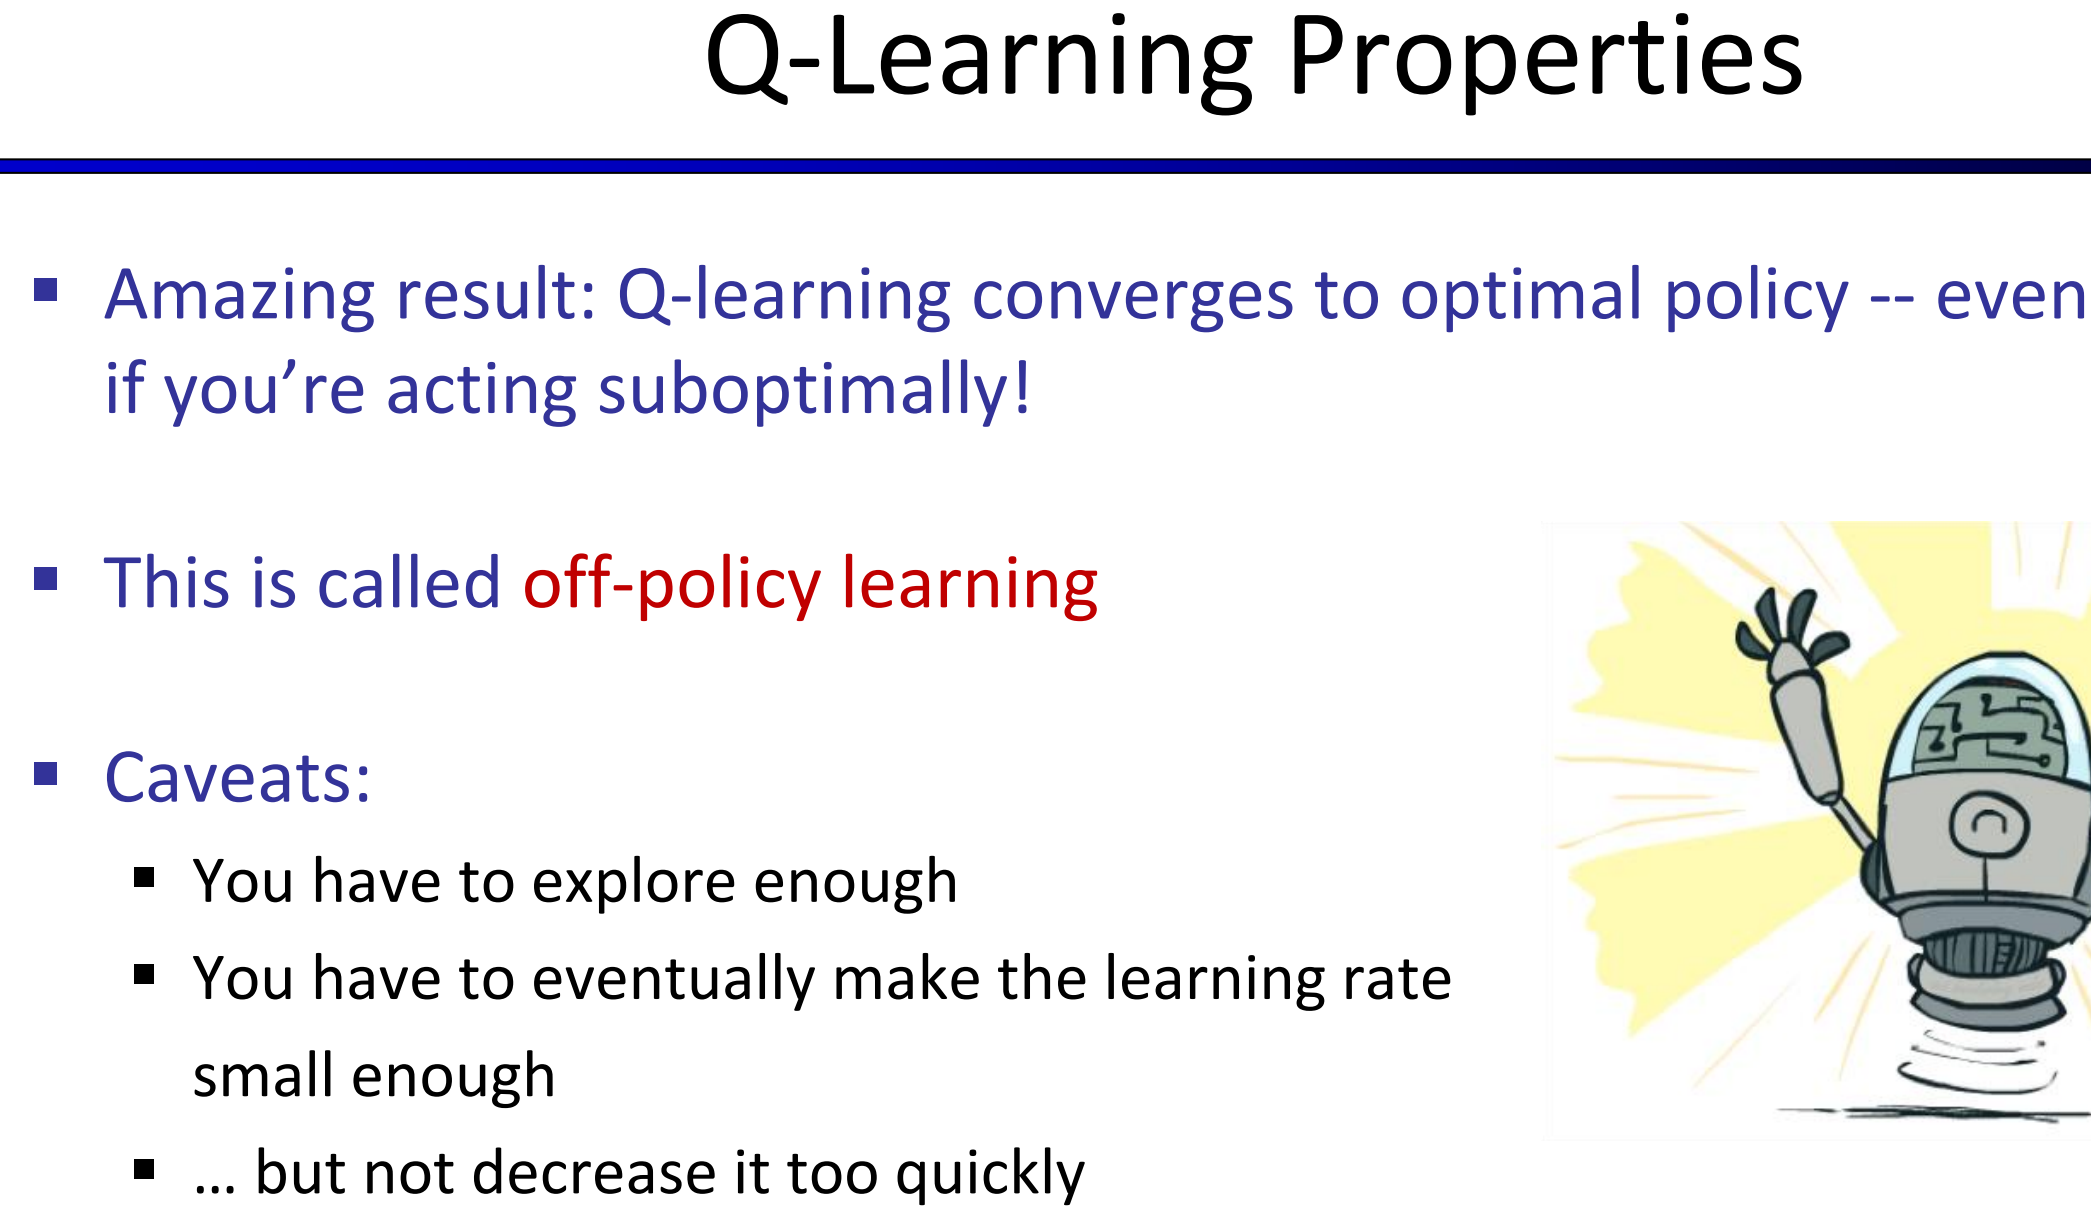 Q-Learning Properties
▪ Amazing result: Q-learning converges to optimal policy -- even
if you’re acting suboptimally!
▪ This is called off-policy learning
▪ Caveats:
▪ You have to explore enough
▪ You have to eventually make the learning rate
small enough
▪ … but not decrease it too quickly